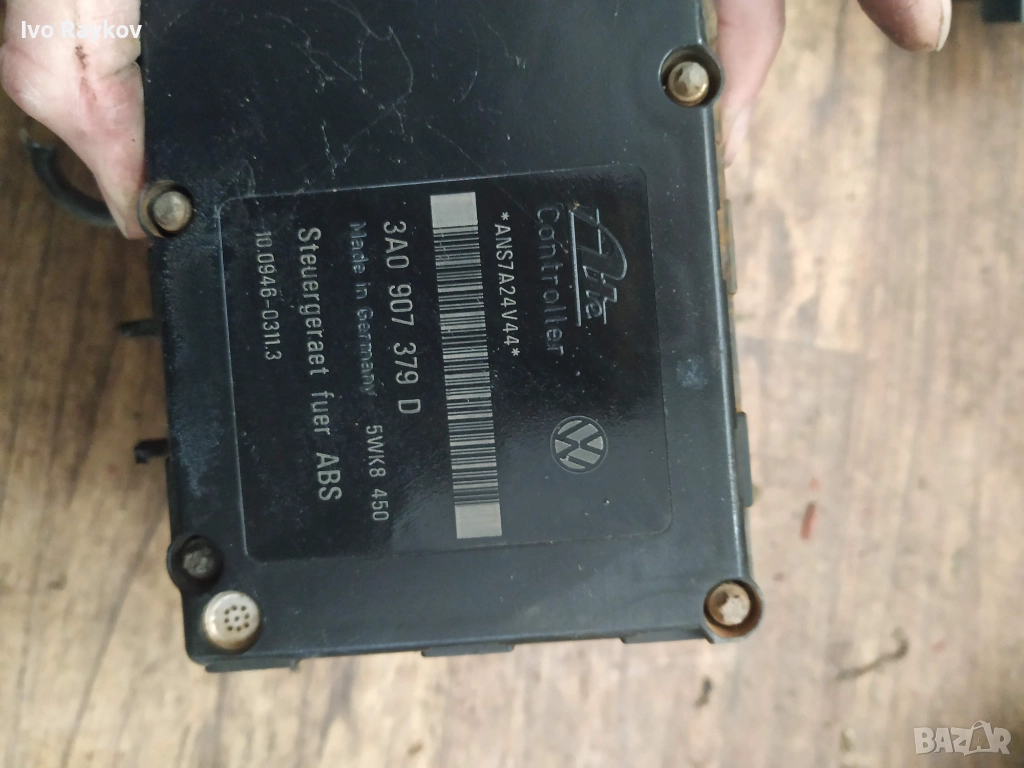 Ivo Razkov
Ate
Controller
*ANS7A24V44*
3A0 907 379 D
Made in Germany 5WK8 450
Steuergeraet fuer ABS
10.0946-0311.3
BAZAR